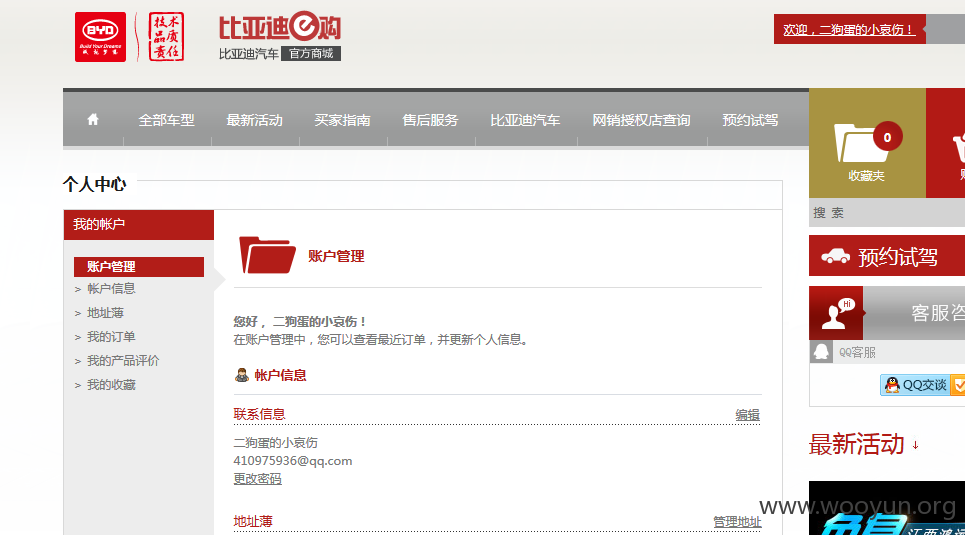 BYD
Build Your Dreams
技术
品质
责任
比亚迪e购
比亚迪汽车 官方商城
欢迎，二狗蛋的小哀伤！
全部车型 最新活动 买家指南 售后服务 比亚迪汽车 网销授权店查询 预约试驾
0
收藏夹
搜 索
个人中心
我的帐户
账户管理
> 帐户信息
> 地址薄
> 我的订单
> 我的产品评价
> 我的收藏
账户管理
您好， 二狗蛋的小哀伤！
在账户管理中，您可以查看最近订单，并更新个人信息。
帐户信息
联系信息 编辑
二狗蛋的小哀伤
410975936@qq.com
更改密码
地址薄 管理地址
预约试驾
Hi
客服咨
QQ客服
QQ交谈
最新活动 ↓
www.wooyun.org